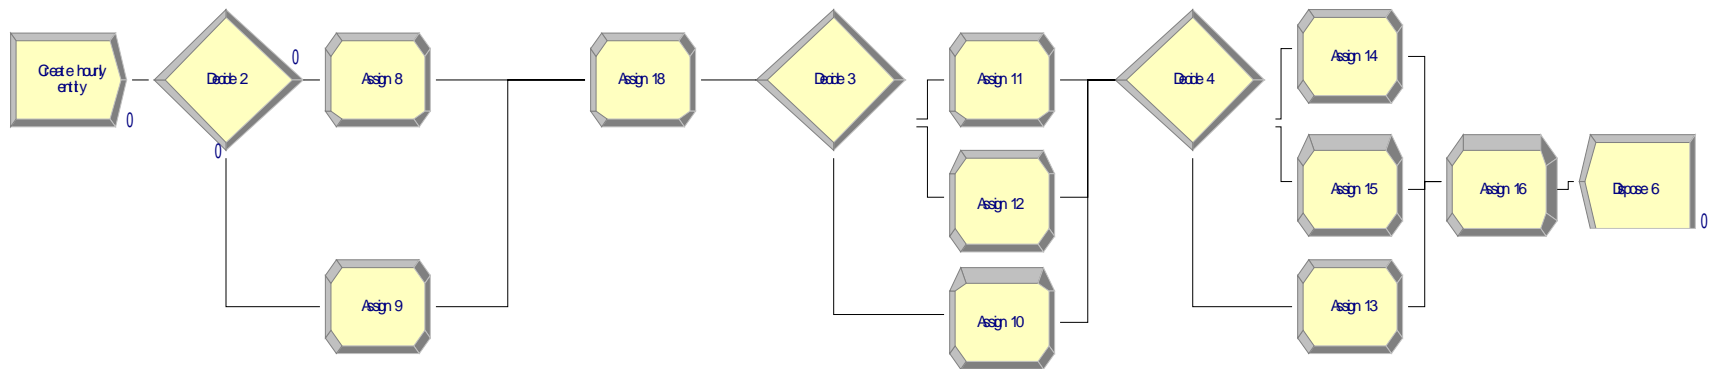 Create hourly
entity
0
Decide 2
0
0
Assign 8
Assign 9
Assign 18
Decide 3
Assign 11
Assign 12
Assign 10
Decide 4
Assign 14
Assign 15
Assign 13
Assign 16
Dispose 6
0